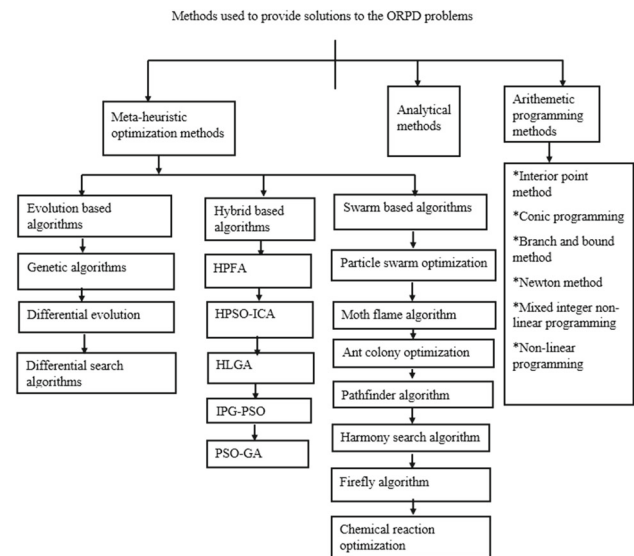 Methods used to provide solutions to the ORPD problems
Meta-heuristic
optimization methods
Analytical
methods
Arithemetic
programming
methods
Evolution based
algorithms
Genetic algorithms
Differential evolution
Differential search
algorithms
Hybrid based
algorithms
HPFA
HPSO-ICA
HLGA
IPG-PSO
PSO-GA
Swarm based algorithms
Particle swarm optimization
Moth flame algorithm
Ant colony optimization
Pathfinder algorithm
Harmony search algorithm
Firefly algorithm
Chemical reaction
optimization
*Interior point
method
*Conic programming
*Branch and bound
method
*Newton method
*Mixed integer non-
linear programming
*Non-linear
programming